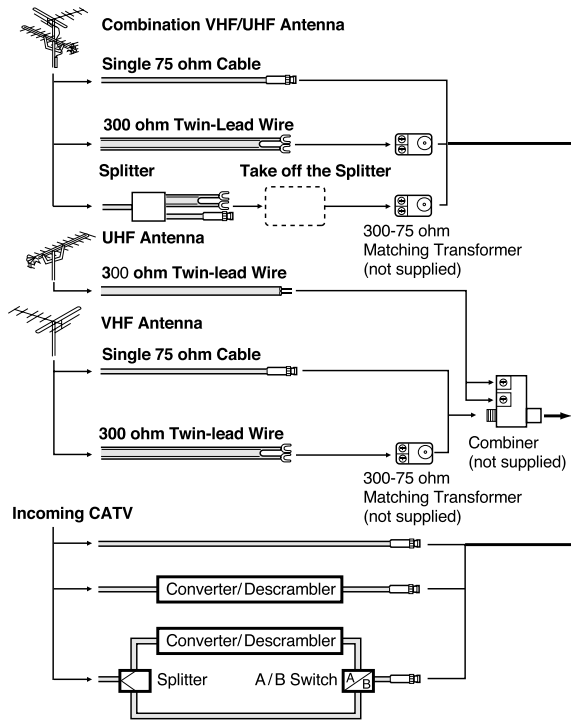 Combination VHF/UHF Antenna
Single 75 ohm Cable
300 ohm Twin-Lead Wire
Splitter
Take off the Splitter
300-75 ohm
Matching Transformer
(not supplied)
UHF Antenna
300 ohm Twin-lead Wire
VHF Antenna
Single 75 ohm Cable
300 ohm Twin-lead Wire
Combiner
(not supplied)
300-75 ohm
Matching Transformer
(not supplied)
Incoming CATV
Converter/Descrambler
Converter/Descrambler
Splitter
A/B Switch
A
B